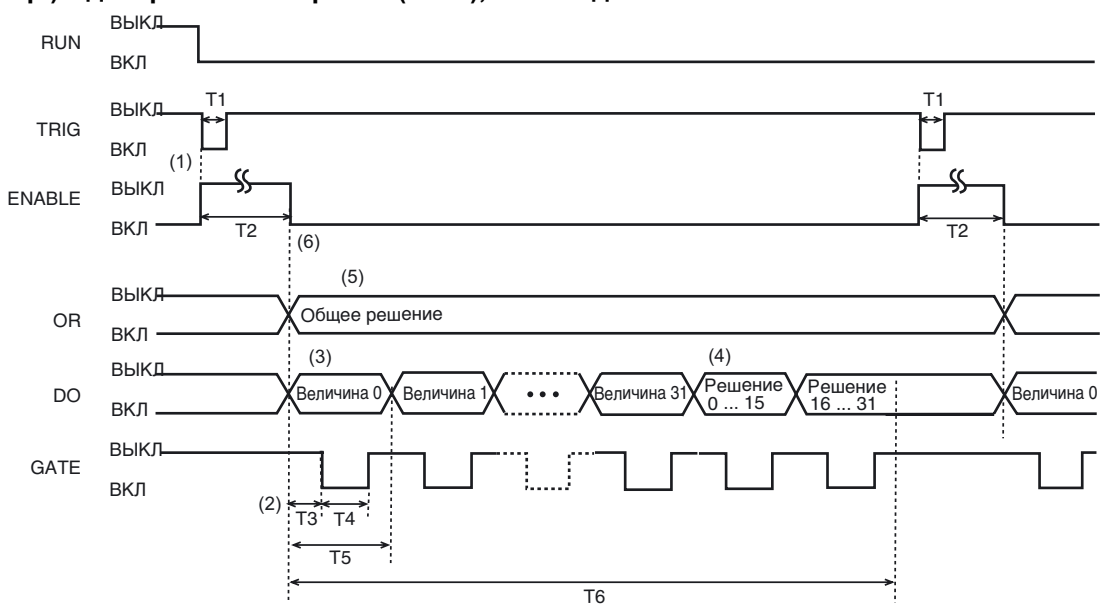 ВЫКЛ
RUN
ВКЛ
T1
T1
ВЫКЛ
TRIG
ВКЛ
(1)
ВЫКЛ
ENABLE
ВКЛ
T2
T2
(6)
(5)
ВЫКЛ
OR
Общее решение
ВКЛ
(3)
(4)
ВЫКЛ
DO
Величина 0
Величина 1
• • •
Величина 31
Решение
0 ... 15
Решение
16 ... 31
Величина 0
ВКЛ
ВЫКЛ
GATE
ВКЛ
(2)
T3
T4
T5
T6